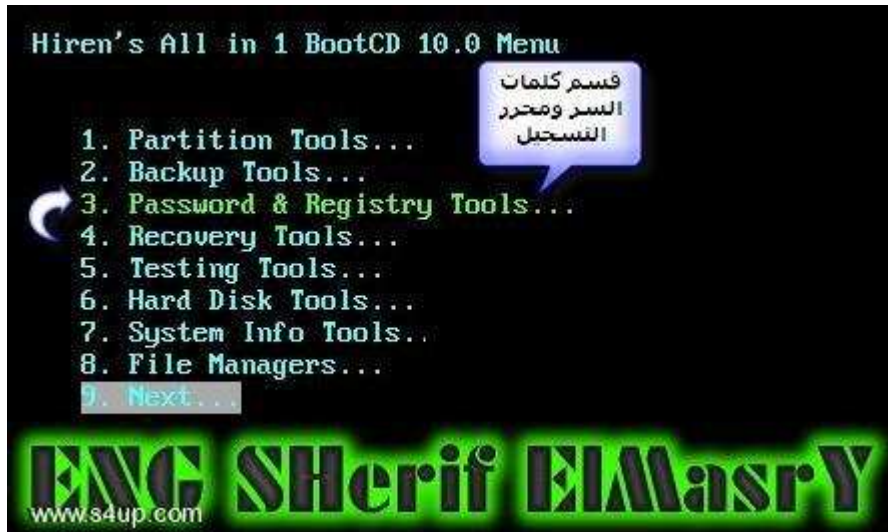 Hiren's All in 1 BootCD 10.0 Menu
قسم كلمات
السر ومحرر
التسجيل
1. Partition Tools...
2. Backup Tools...
3. Password & Registry Tools...
4. Recovery Tools...
5. Testing Tools...
6. Hard Disk Tools...
7. System Info Tools..
8. File Managers...
9. Next...
ENG SHerif ElMasrY
www.s4up.com